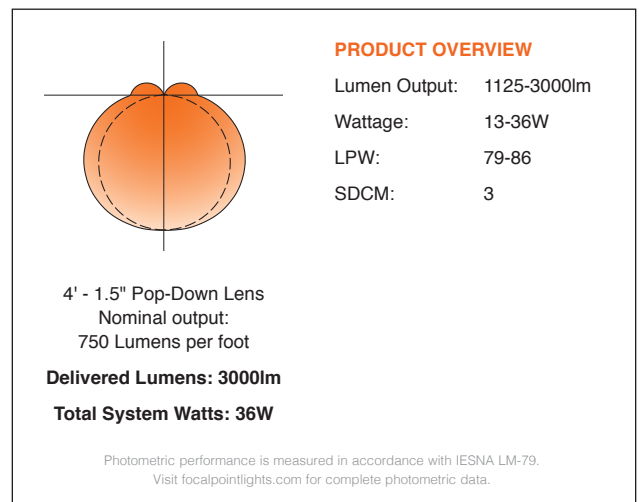 PRODUCT OVERVIEW
Lumen Output: 1125-3000lm
Wattage: 13-36W
LPW: 79-86
SDCM: 3
4' - 1.5" Pop-Down Lens
Nominal output:
750 Lumens per foot
Delivered Lumens: 3000lm
Total System Watts: 36W
Photometric performance is measured in accordance with IESNA LM-79.
Visit focalpointlights.com for complete photometric data.